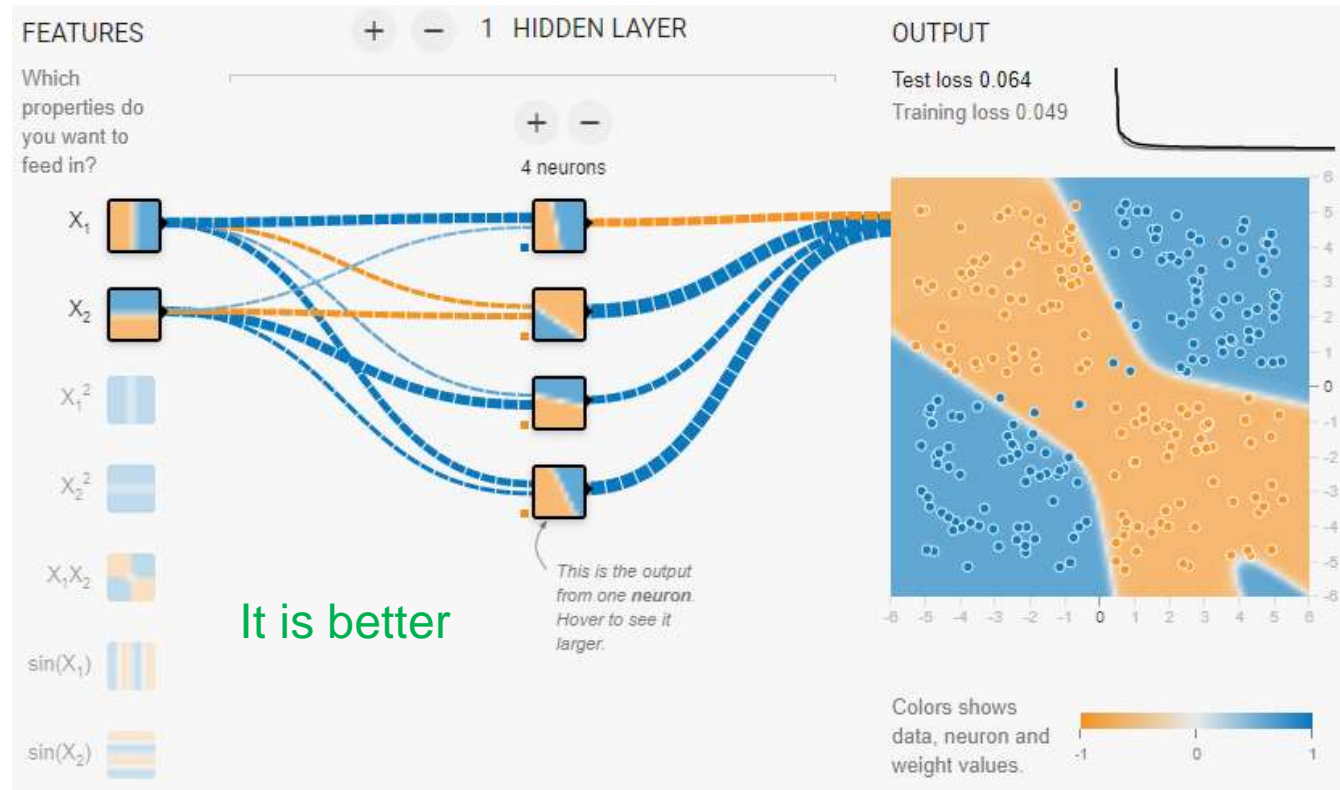 FEATURES
Which
properties do
you want to
feed in?
+ − 1 HIDDEN LAYER
+ −
4 neurons
X₁
X₂
X₁²
X₂²
X₁X₂
sin(X₁)
sin(X₂)
This is the output
from one neuron.
Hover to see it
larger.
It is better
OUTPUT
Test loss 0.064
Training loss 0.049
6
5
4
3
2
1
0
-1
-2
-3
-4
-5
-6
-6 -5 -4 -3 -2 -1 0 1 2 3 4 5 6
Colors shows
data, neuron and
weight values.
-1 0 1